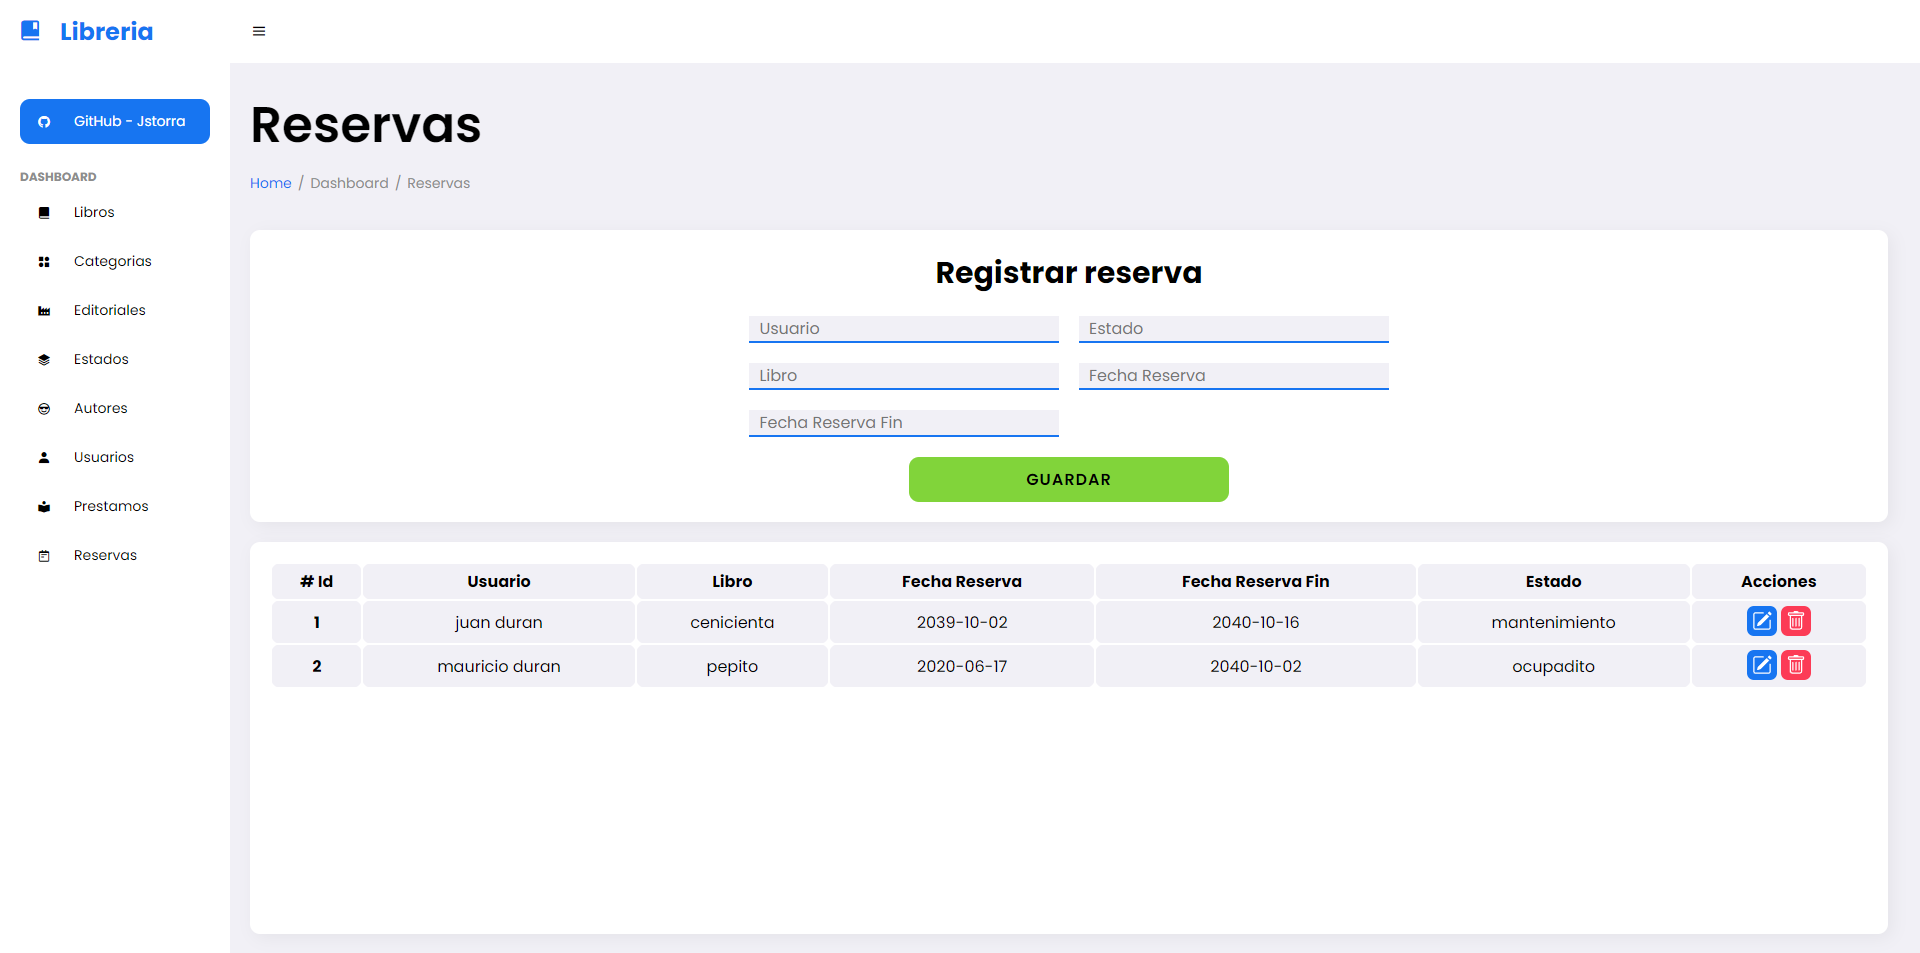 Libreria
GitHub - Jstorra
DASHBOARD
Libros
Categorias
Editoriales
Estados
Autores
Usuarios
Prestamos
Reservas
Reservas
Home / Dashboard / Reservas
Registrar reserva
Usuario Estado
Libro Fecha Reserva
Fecha Reserva Fin
GUARDAR
# Id Usuario Libro Fecha Reserva Fecha Reserva Fin Estado Acciones
1 juan duran cenicienta 2039-10-02 2040-10-16 mantenimiento
2 mauricio duran pepito 2020-06-17 2040-10-02 ocupadito